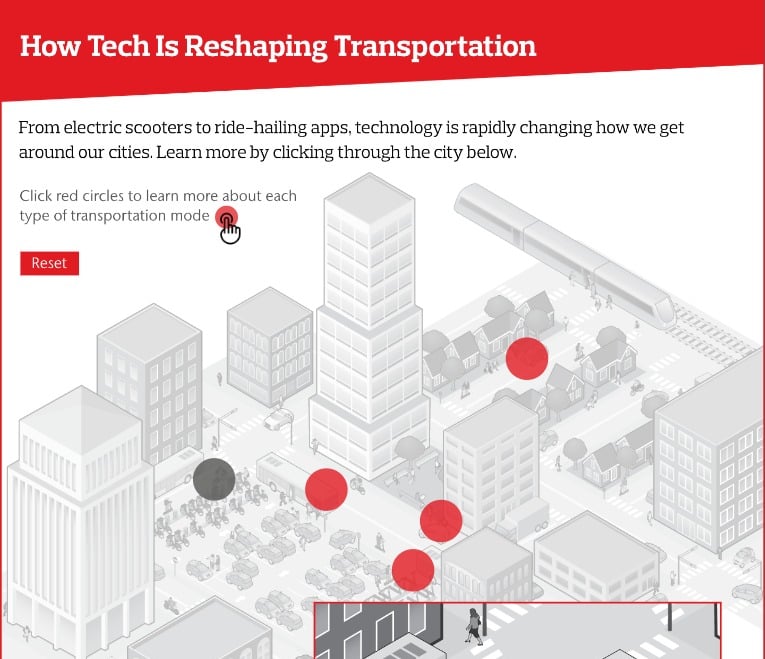 How Tech Is Reshaping Transportation
From electric scooters to ride-hailing apps, technology is rapidly changing how we get
around our cities. Learn more by clicking through the city below.
Click red circles to learn more about each
type of transportation mode
Reset